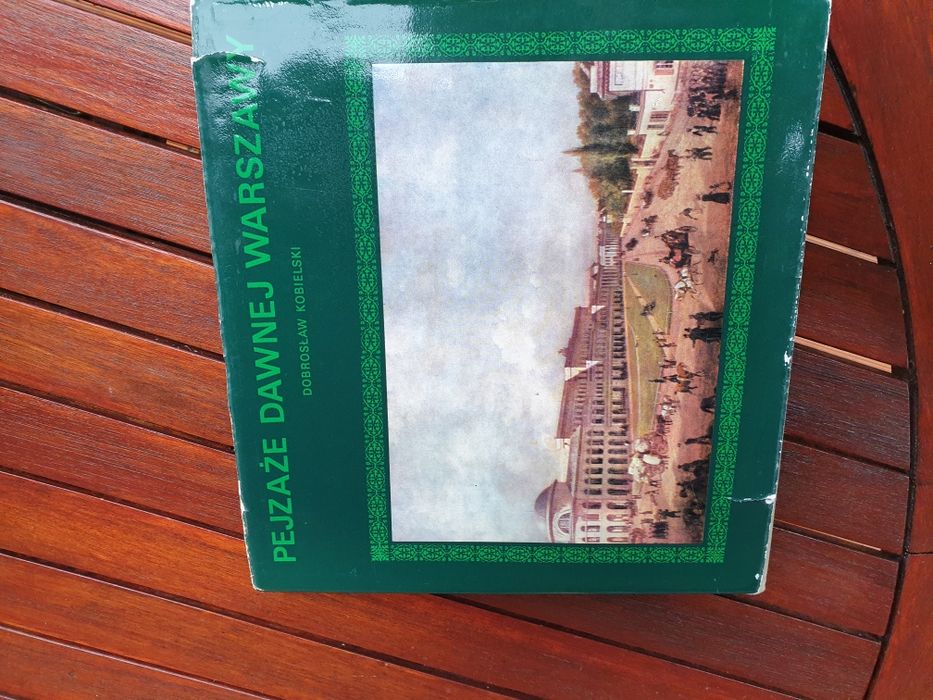 PEJZAŻE DAWNEJ WARSZAWY
DOBROSŁAW KOBIELSKI